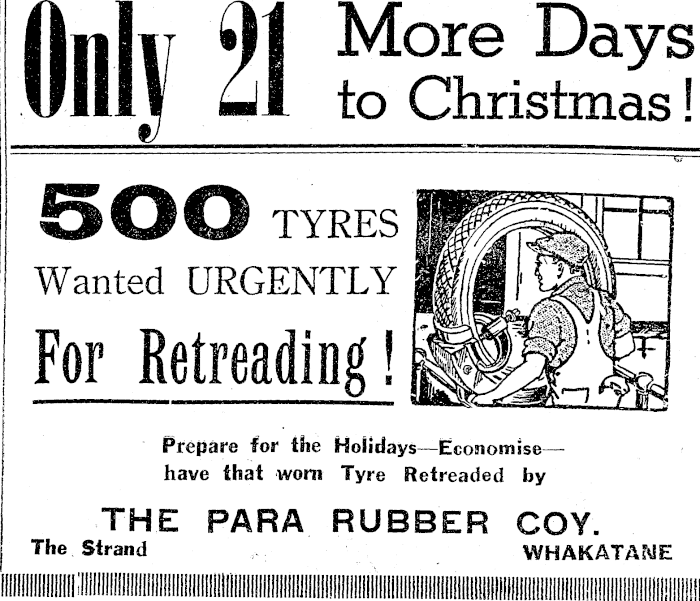 Only 21 More Days
to Christmas!
500 TYRES
Wanted URGENTLY
For Retreading!
Prepare for the Holidays—Economise—
have that worn Tyre Retreaded by
THE PARA RUBBER COY.
The Strand WHAKATANE